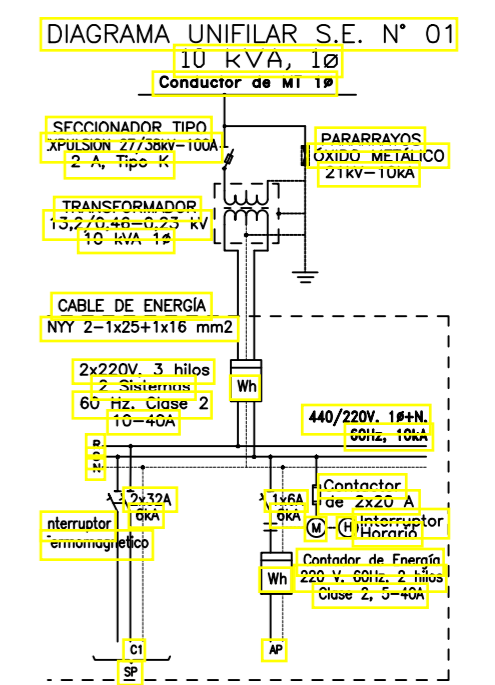 DIAGRAMA UNIFILAR S.E. N° 01
10 kVA, 1ø
Conductor de MT 1ø
SECCIONADOR TIPO
EXPULSION 27/38kV-100A
2 A, Tipo K
PARARRAYOS
ÓXIDO METÁLICO
21kV-10kA
TRANSFORMADOR
13,2/0,46-0,23 kV
10 kVA 1ø
CABLE DE ENERGÍA
NYY 2-1x25+1x16 mm2
2x220V. 3 hilos
2 Sistemas
60 Hz. Clase 2
10-40A
Wh
440/220V. 1ø+N.
60Hz, 10kA
R
S
N
2x32A
6kA
1x6A
6kA
Contactor
de 2x20 A
Interruptor
Termomagnético
M
H
Interruptor
Horario
Wh
Contador de Energía
220 V. 60Hz. 2 hilos
Clase 2, 5-40A
C1
AP
SP